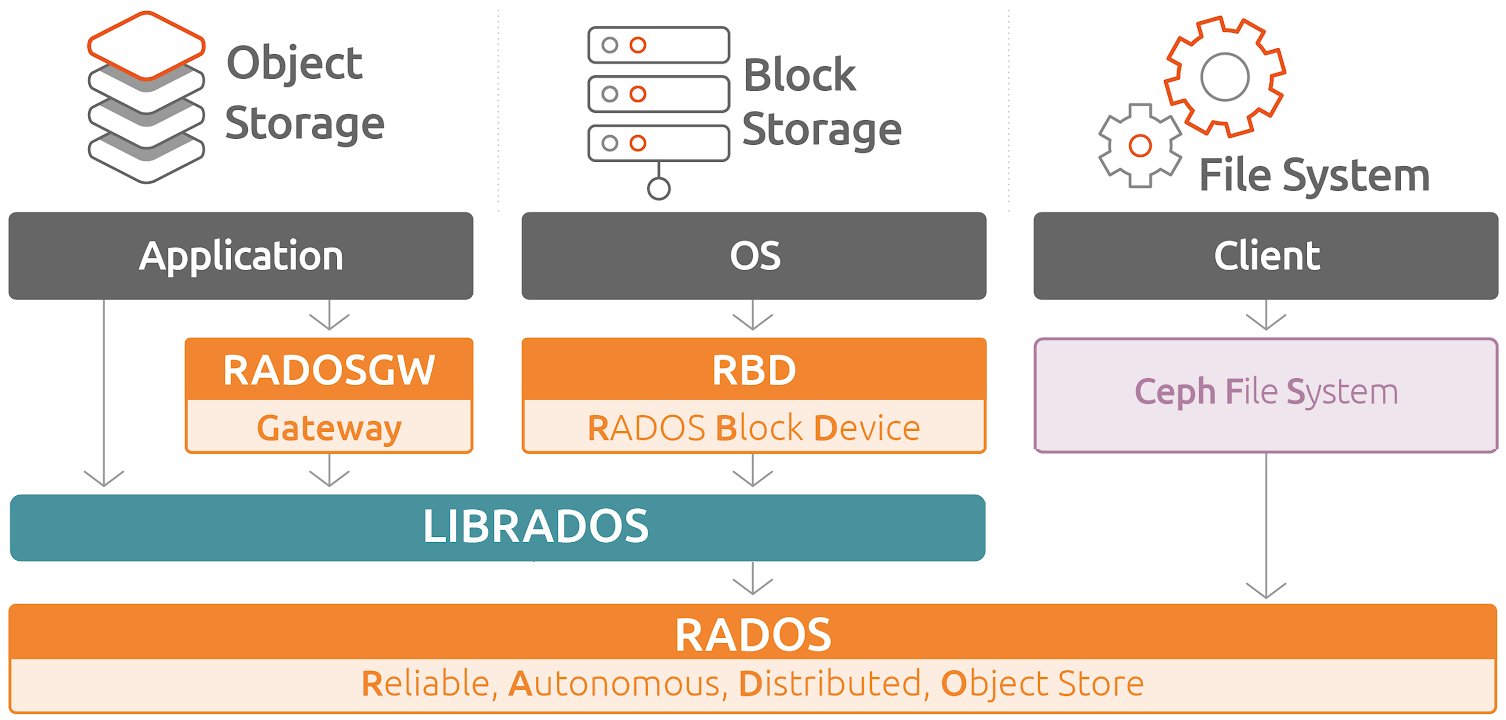 Object
Storage
Block
Storage
File System
Application
OS
Client
RADOSGW
Gateway
RBD
RADOS Block Device
Ceph File System
LIBRADOS
RADOS
Reliable, Autonomous, Distributed, Object Store